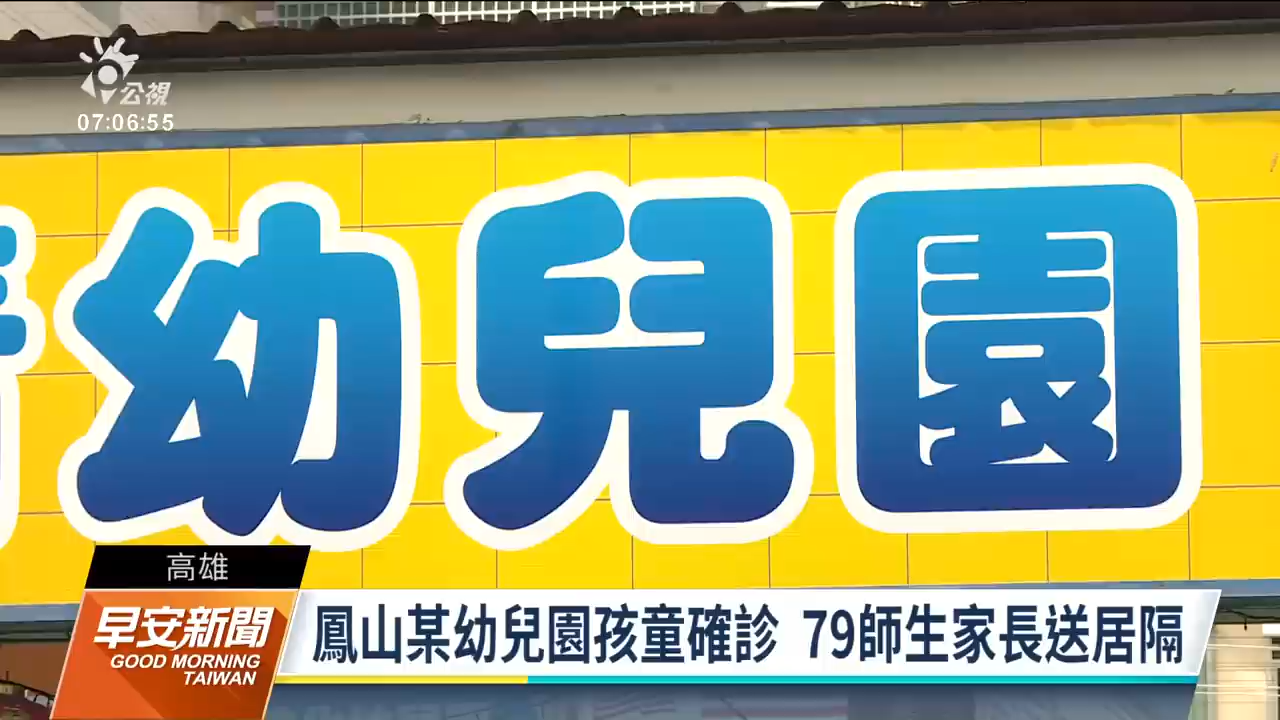 公視
07:06:55
幼兒園
高雄
早安新聞
GOOD MORNING
TAIWAN
鳳山某幼兒園孩童確診 79師生家長送居隔